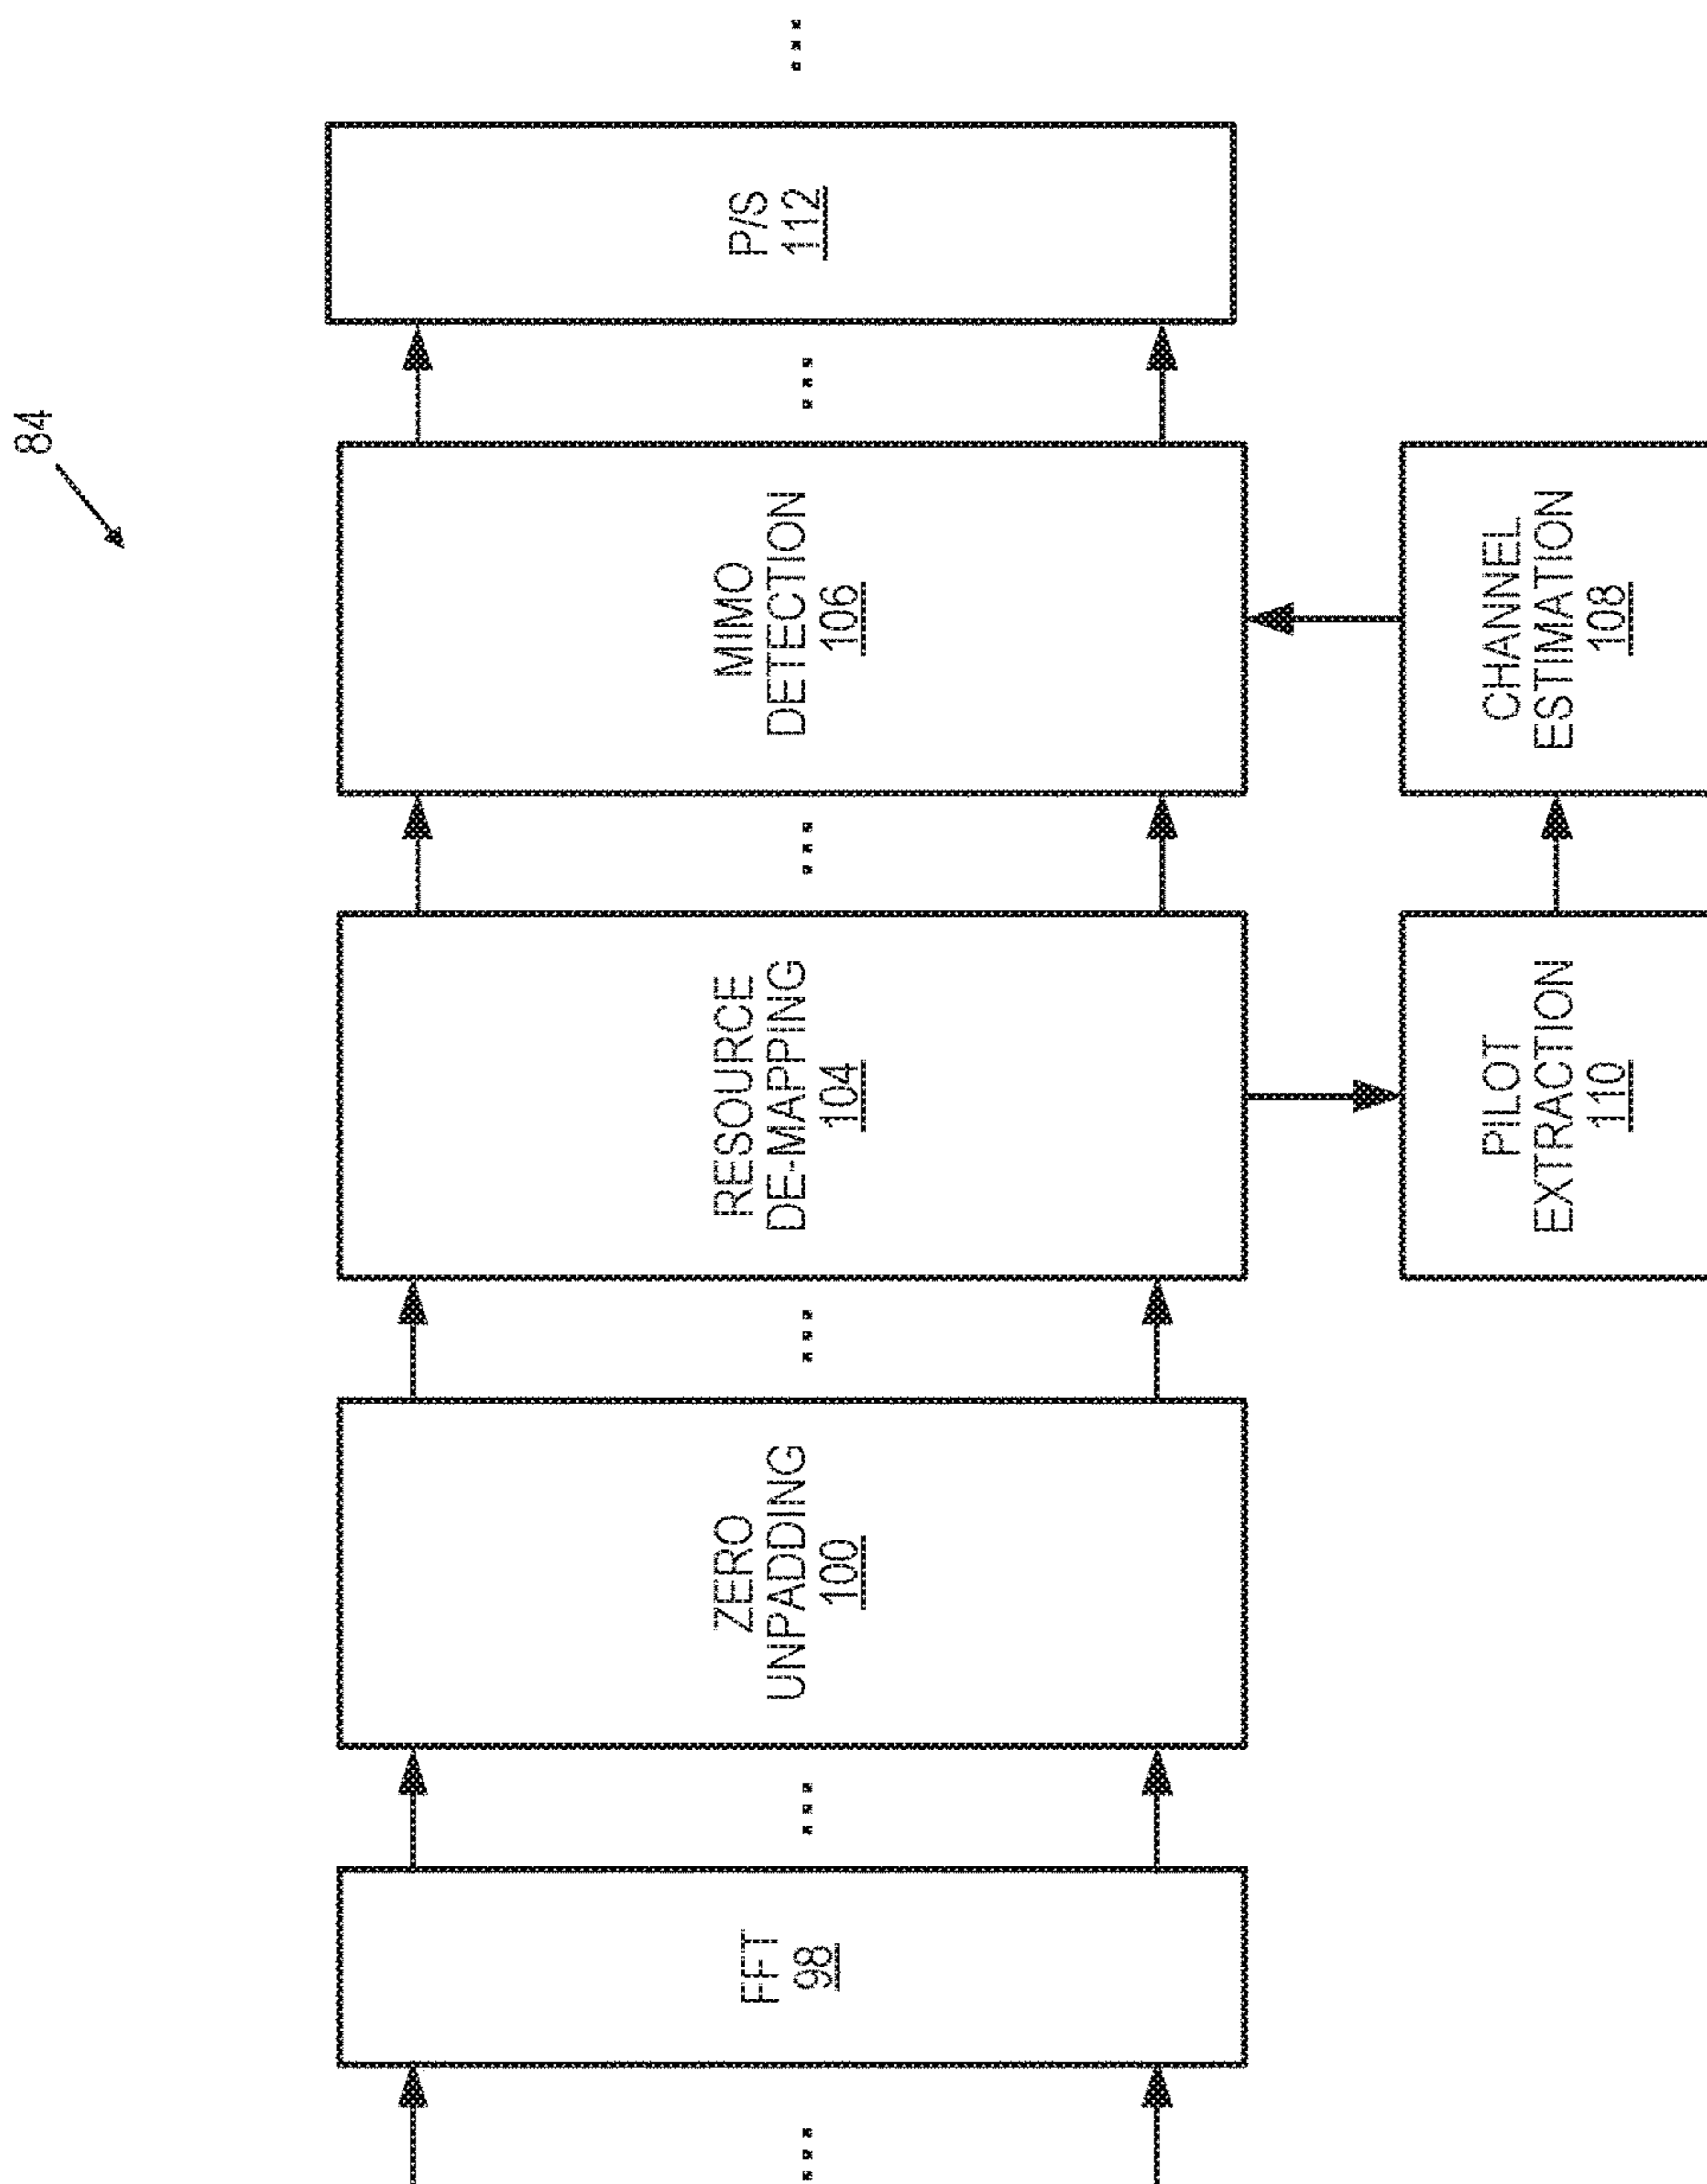 84
FFT
98
ZERO
UNPADDING
100
RESOURCE
DE-MAPPING
104
MIMO
DETECTION
106
P/S
112
PILOT
EXTRACTION
110
CHANNEL
ESTIMATION
108